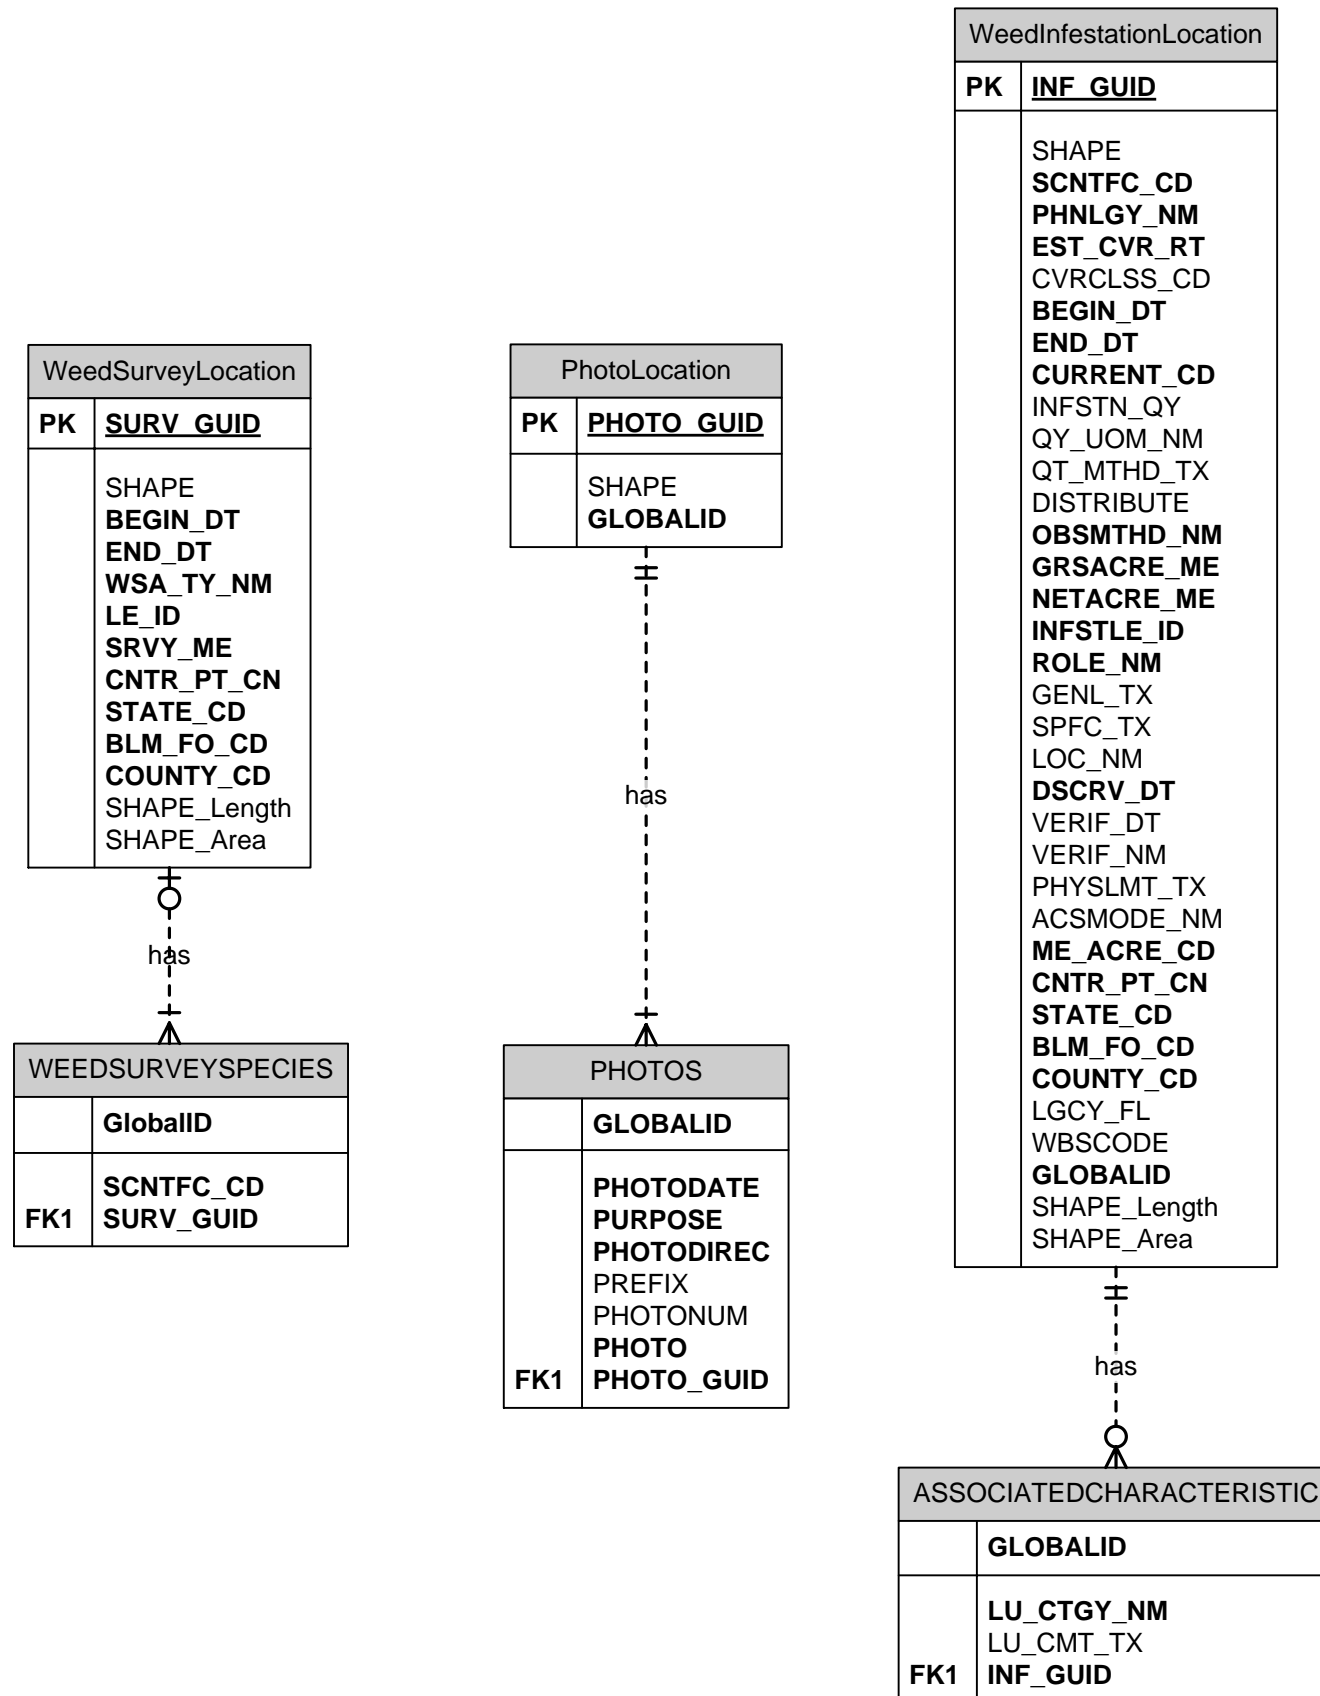 WeedSurveyLocation
PK SURV_GUID
SHAPE
BEGIN_DT
END_DT
WSA_TY_NM
LE_ID
SRVY_ME
CNTR_PT_CN
STATE_CD
BLM_FO_CD
COUNTY_CD
SHAPE_Length
SHAPE_Area
has
WEEDSURVEYSPECIES
GlobalID
SCNTFC_CD
FK1 SURV_GUID
PhotoLocation
PK PHOTO_GUID
SHAPE
GLOBALID
has
PHOTOS
GLOBALID
PHOTODATE
PURPOSE
PHOTODIREC
PREFIX
PHOTONUM
PHOTO
FK1 PHOTO_GUID
WeedInfestationLocation
PK INF_GUID
SHAPE
SCNTFC_CD
PHNLGY_NM
EST_CVR_RT
CVRCLSS_CD
BEGIN_DT
END_DT
CURRENT_CD
INFSTN_QY
QY_UOM_NM
QT_MTHD_TX
DISTRIBUTE
OBSMTHD_NM
GRSACRE_ME
NETACRE_ME
INFSTLE_ID
ROLE_NM
GENL_TX
SPFC_TX
LOC_NM
DSCRV_DT
VERIF_DT
VERIF_NM
PHYSLMT_TX
ACSMODE_NM
ME_ACRE_CD
CNTR_PT_CN
STATE_CD
BLM_FO_CD
COUNTY_CD
LGCY_FL
WBSCODE
GLOBALID
SHAPE_Length
SHAPE_Area
has
ASSOCIATEDCHARACTERISTIC
GLOBALID
LU_CTGY_NM
LU_CMT_TX
FK1 INF_GUID